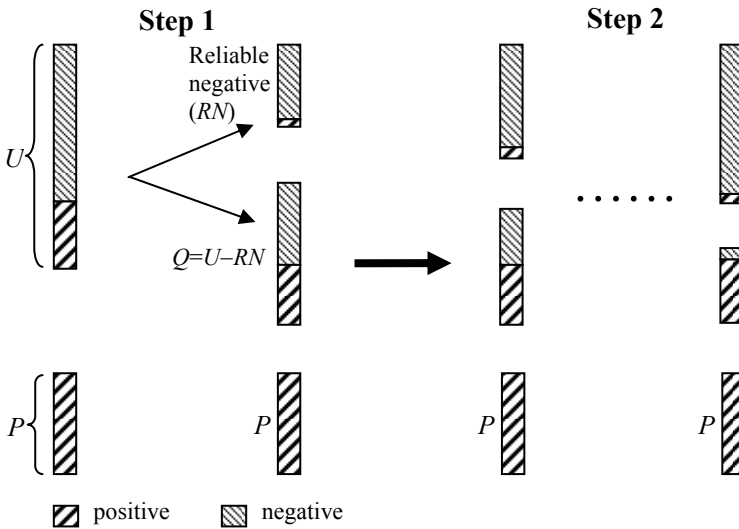 Step 1
Step 2
Reliable
negative
(RN)
U
Q=U–RN
......
P
P
P
P
positive
negative